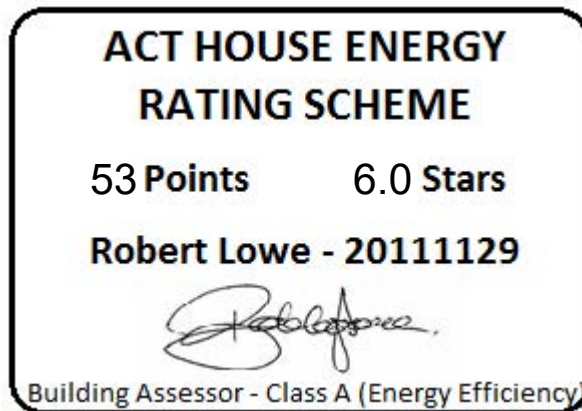 ACT HOUSE ENERGY
RATING SCHEME
53 Points 6.0 Stars
Robert Lowe - 20111129
Building Assessor - Class A (Energy Efficiency)